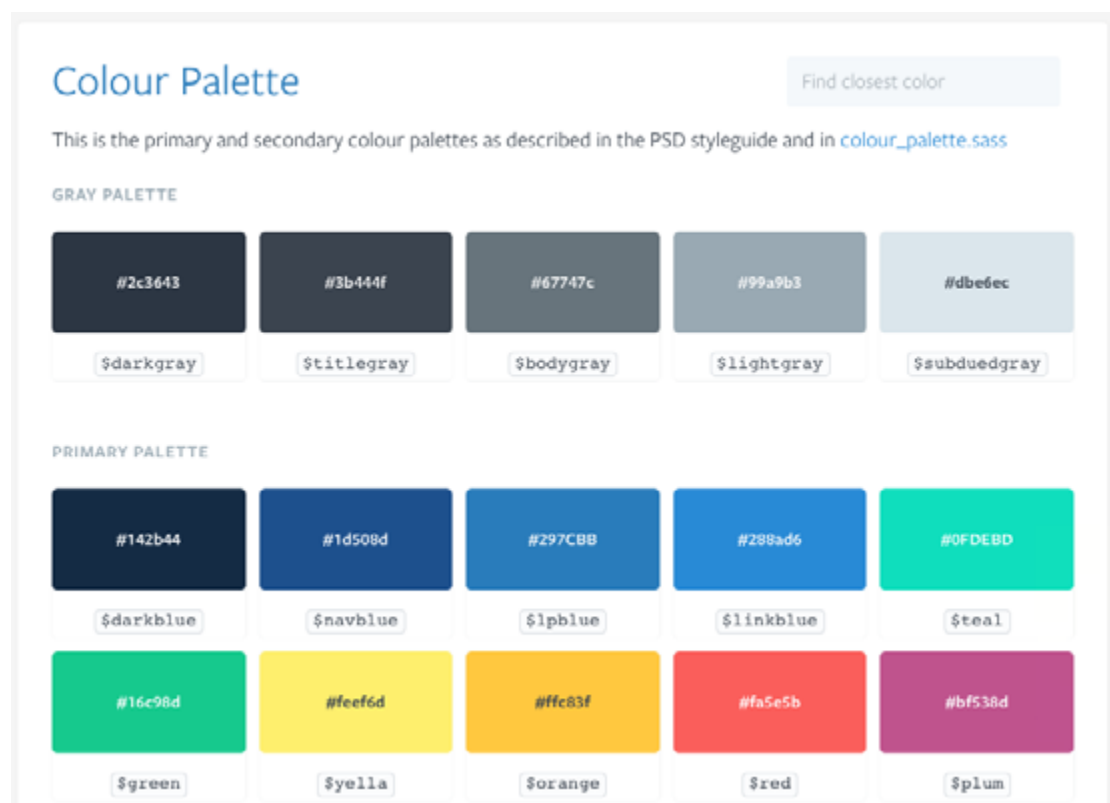 Colour Palette
Find closest color
This is the primary and secondary colour palettes as described in the PSD styleguide and in colour_palette.sass
GRAY PALETTE
#2c3643 #3b444f #67747c #99a9b3 #dbe6ec
$darkgray $titlegray $bodygray $lightgray $subduedgray
PRIMARY PALETTE
#142b44 #1d508d #297CBB #288ad6 #0FDEBD
$darkblue $navblue $lpblue $linkblue $teal
#16c98d #feef6d #ffc83f #fa5e5b #bf538d
$green $yella $orange $red $plum